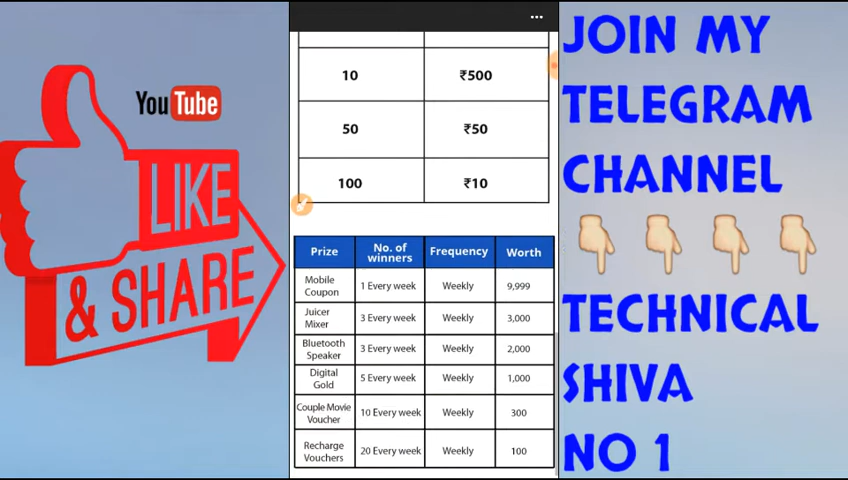 YouTube
LIKE
& SHARE
10 ₹500
50 ₹50
100 ₹10
Prize No. of winners Frequency Worth
Mobile Coupon 1 Every week Weekly 9,999
Juicer Mixer 3 Every week Weekly 3,000
Bluetooth Speaker 3 Every week Weekly 2,000
Digital Gold 5 Every week Weekly 1,000
Couple Movie Voucher 10 Every week Weekly 300
Recharge Vouchers 20 Every week Weekly 100
JOIN MY
TELEGRAM
CHANNEL
TECHNICAL
SHIVA
NO 1